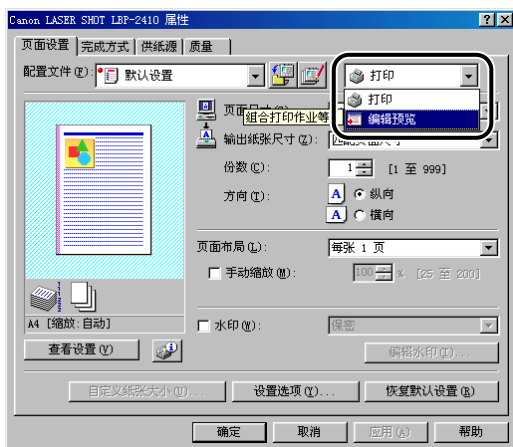 Canon LASER SHOT LBP-2410 属性
页面设置 完成方式 供纸源 质量
配置文件(F): 默认设置 打印
打印
编辑预览
组合打印作业等
输出纸张尺寸(Z):
份数(C): 1 [1 至 999]
方向(T): A 纵向
A 横向
页面布局(L): 每张 1 页
手动缩放(M): 100 % [25 至 200]
A4 [缩放:自动]
水印(W): 保密
查看设置(V) 编辑水印(D)...
自定义纸张大小(U)... 设置选项(Y)... 恢复默认设置(R)
确定 取消 应用(A) 帮助